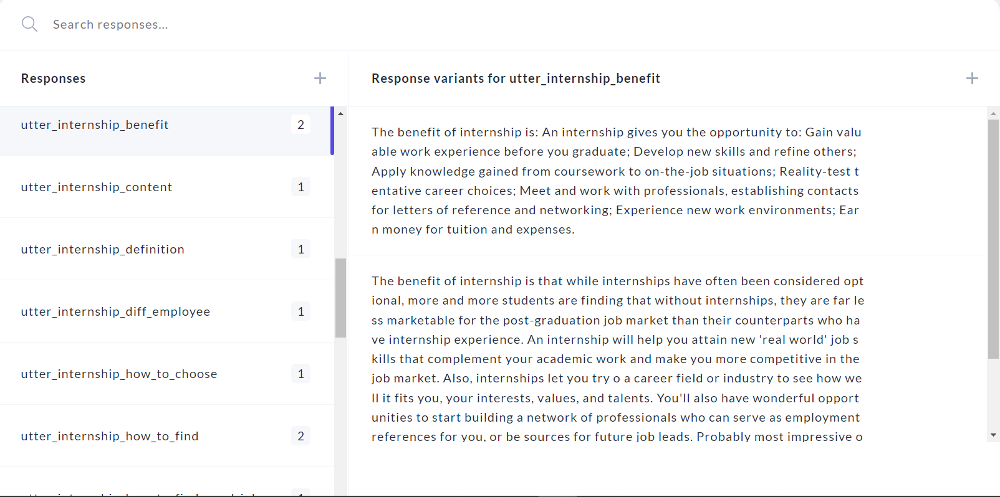 Search responses...
Responses
Response variants for utter_internship_benefit
utter_internship_benefit 2
utter_internship_content 1
utter_internship_definition 1
utter_internship_diff_employee 1
utter_internship_how_to_choose 1
utter_internship_how_to_find 2
The benefit of internship is: An internship gives you the opportunity to: Gain valu
able work experience before you graduate; Develop new skills and refine others;
Apply knowledge gained from coursework to on-the-job situations; Reality-test t
entative career choices; Meet and work with professionals, establishing contacts
for letters of reference and networking; Experience new work environments; Ear
n money for tuition and expenses.
The benefit of internship is that while internships have often been considered opt
ional, more and more students are finding that without internships, they are far le
ss marketable for the post-graduation job market than their counterparts who ha
ve internship experience. An internship will help you attain new 'real world' job s
kills that complement your academic work and make you more competitive in the
job market. Also, internships let you try o a career field or industry to see how we
ll it fits you, your interests, values, and talents. You'll also have wonderful opport
unities to start building a network of professionals who can serve as employment
references for you, or be sources for future job leads. Probably most impressive o